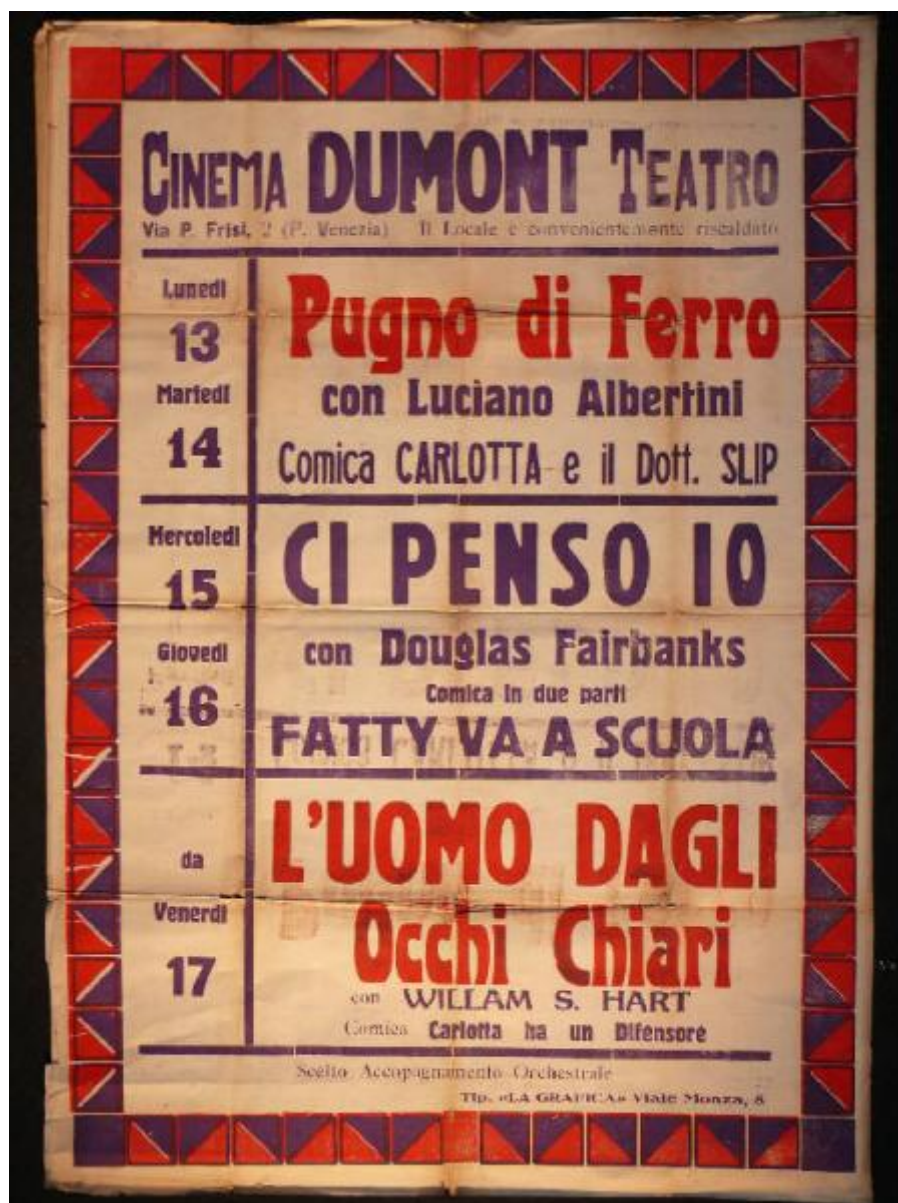 CINEMA DUMONT TEATRO
Via P. Frisi, 2 (P. Venezia) Il Locale e convenientemente riscaldato
Lunedì
13
Martedì
14
Pugno di Ferro
con Luciano Albertini
Comica CARLOTTA e il Dott. SLIP
Mercoledì
15
Giovedì
16
CI PENSO IO
con Douglas Fairbanks
Comica in due parti
FATTY VA A SCUOLA
da
Venerdì
17
L'UOMO DAGLI
Occhi Chiari
con WILLAM S. HART
Comica Carlotta ha un Difensore
Scelto Accopagnamento Orchestrale
Tip. «LA GRAFICA» Viale Monza, 8